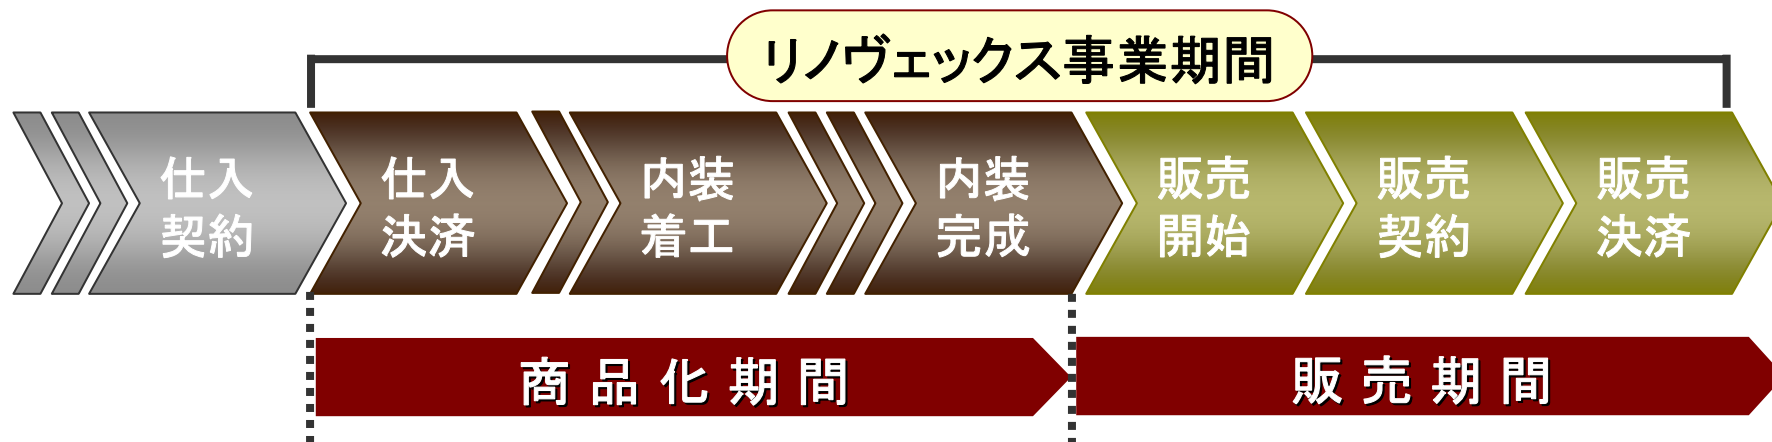 リノヴェックス事業期間
仕入
契約
仕入
決済
内装
着工
内装
完成
販売
開始
販売
契約
販売
決済
商品化期間
販売期間